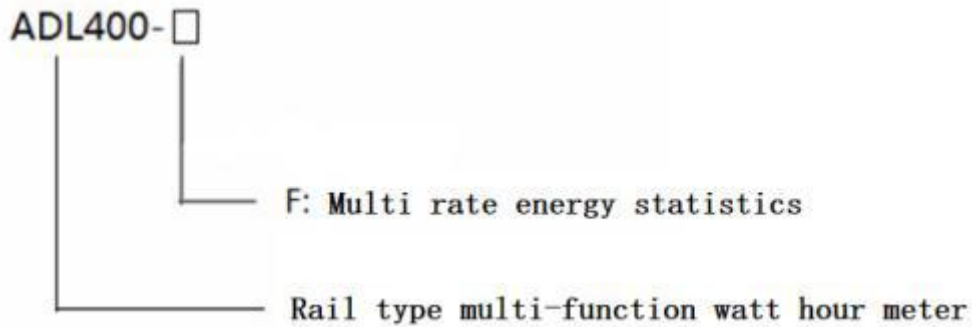 ADL400-□
F: Multi rate energy statistics
Rail type multi-function watt hour meter